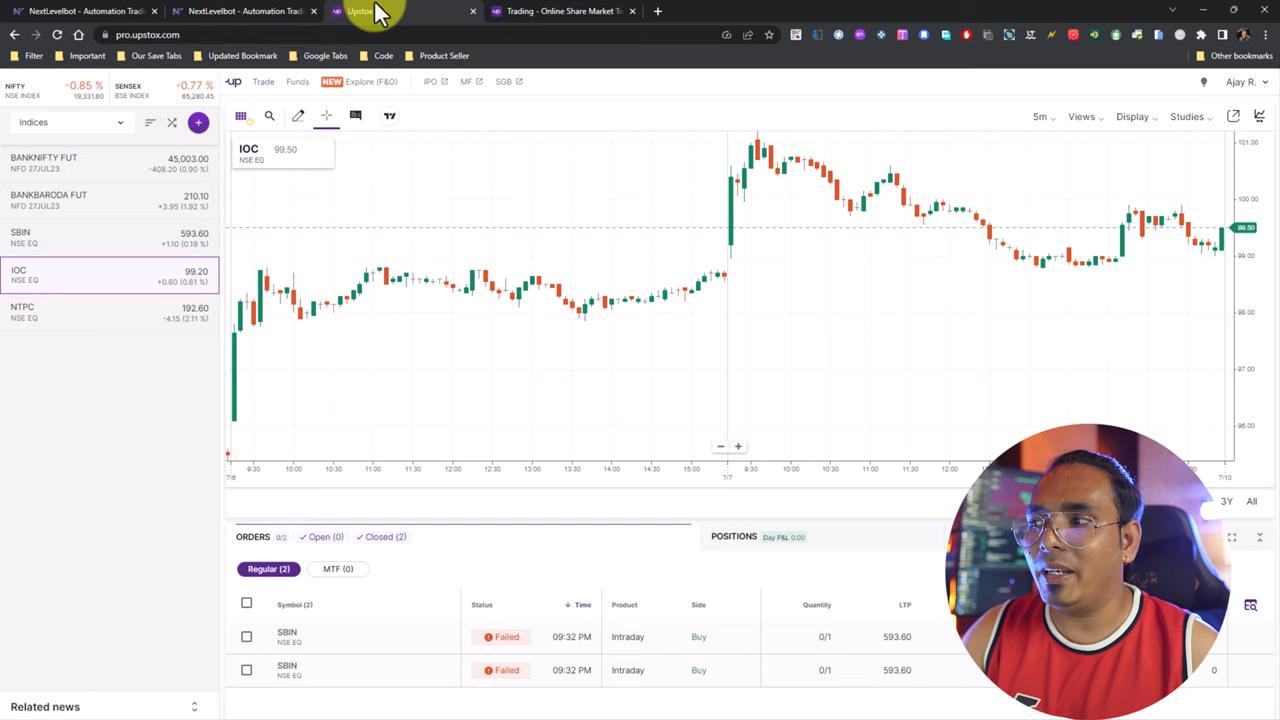 NextLevelbot - Automation Tradi
NextLevelbot - Automation Tradi
Upstox
Trading - Online Share Market Tr
pro.upstox.com
Filter
Important
Our Save Tabs
Updated Bookmark
Google Tabs
Code
Product Seller
Other bookmarks
NIFTY -0.85 %
NSE INDEX 19,331.80
SENSEX -0.77 %
BSE INDEX 65,280.45
up Trade Funds NEW Explore (F&O) IPO MF SGB
Ajay R.
Indices
5m Views Display Studies
BANKNIFTY FUT 45,003.00
NFO 27JUL23 -408.20 (0.90 %)
BANKBARODA FUT 210.10
NFO 27JUL23 +3.95 (1.92 %)
SBIN 593.60
NSE EQ +1.10 (0.19 %)
IOC 99.20
NSE EQ +0.60 (0.61 %)
NTPC 192.60
NSE EQ -4.15 (2.11 %)
IOC 99.50
NSE EQ
101.00
100.00
99.50
99.00
98.00
97.00
96.00
9:30 10:00 11:00 11:30 12:00 12:30 13:00 13:30 14:00 14:30 15:00 9:30 10:00 10:30 11:00 11:30 12:00
7/6 7/7 7/10
3Y All
ORDERS 0/2 Open (0) Closed (2)
POSITIONS Day P&L 0.00
Regular (2) MTF (0)
Symbol (2) Status Time Product Side Quantity LTP
SBIN Failed 09:32 PM Intraday Buy 0/1 593.60
NSE EQ
SBIN Failed 09:32 PM Intraday Buy 0/1 593.60 0
NSE EQ
Related news